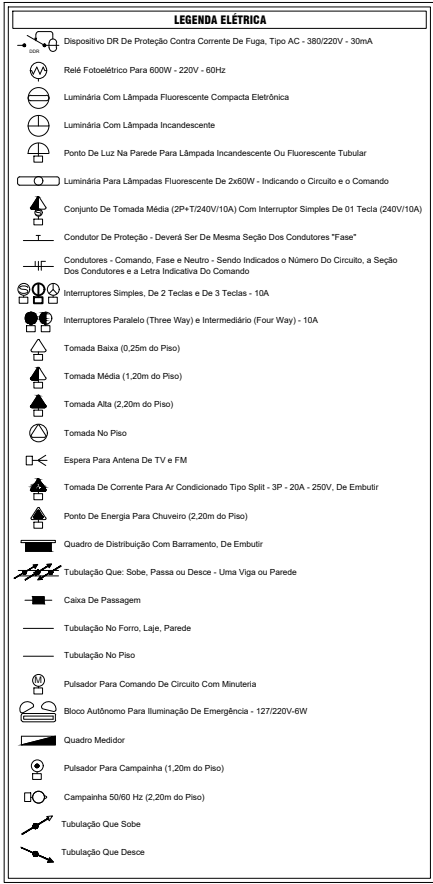 LEGENDA ELÉTRICA
DDR
Dispositivo DR De Proteção Contra Corrente De Fuga, Tipo AC - 380/220V - 30mA
Relé Fotoelétrico Para 600W - 220V - 60Hz
Luminária Com Lâmpada Fluorescente Compacta Eletrônica
Luminária Com Lâmpada Incandescente
Ponto De Luz Na Parede Para Lâmpada Incandescente Ou Fluorescente Tubular
Luminária Para Lâmpadas Fluorescente De 2x60W - Indicando o Circuito e o Comando
S
Conjunto De Tomada Média (2P+T/240V/10A) Com Interruptor Simples De 01 Tecla (240V/10A)
Condutor De Proteção - Deverá Ser De Mesma Seção Dos Condutores "Fase"
Condutores - Comando, Fase e Neutro - Sendo Indicados o Número Do Circuito, a Seção
Dos Condutores e a Letra Indicativa Do Comando
S
Interruptores Simples, De 2 Teclas e De 3 Teclas - 10A
Interruptores Paralelo (Three Way) e Intermediário (Four Way) - 10A
Tomada Baixa (0,25m do Piso)
Tomada Média (1,20m do Piso)
Tomada Alta (2,20m do Piso)
Tomada No Piso
Espera Para Antena De TV e FM
Tomada De Corrente Para Ar Condicionado Tipo Split - 3P - 20A - 250V, De Embutir
Ponto De Energia Para Chuveiro (2,20m do Piso)
Quadro de Distribuição Com Barramento, De Embutir
Tubulação Que: Sobe, Passa ou Desce - Uma Viga ou Parede
Caixa De Passagem
Tubulação No Forro, Laje, Parede
Tubulação No Piso
M
Pulsador Para Comando De Circuito Com Minuteria
Bloco Autônomo Para Iluminação De Emergência - 127/220V-6W
Quadro Medidor
Pulsador Para Campainha (1,20m do Piso)
Campainha 50/60 Hz (2,20m do Piso)
Tubulação Que Sobe
Tubulação Que Desce